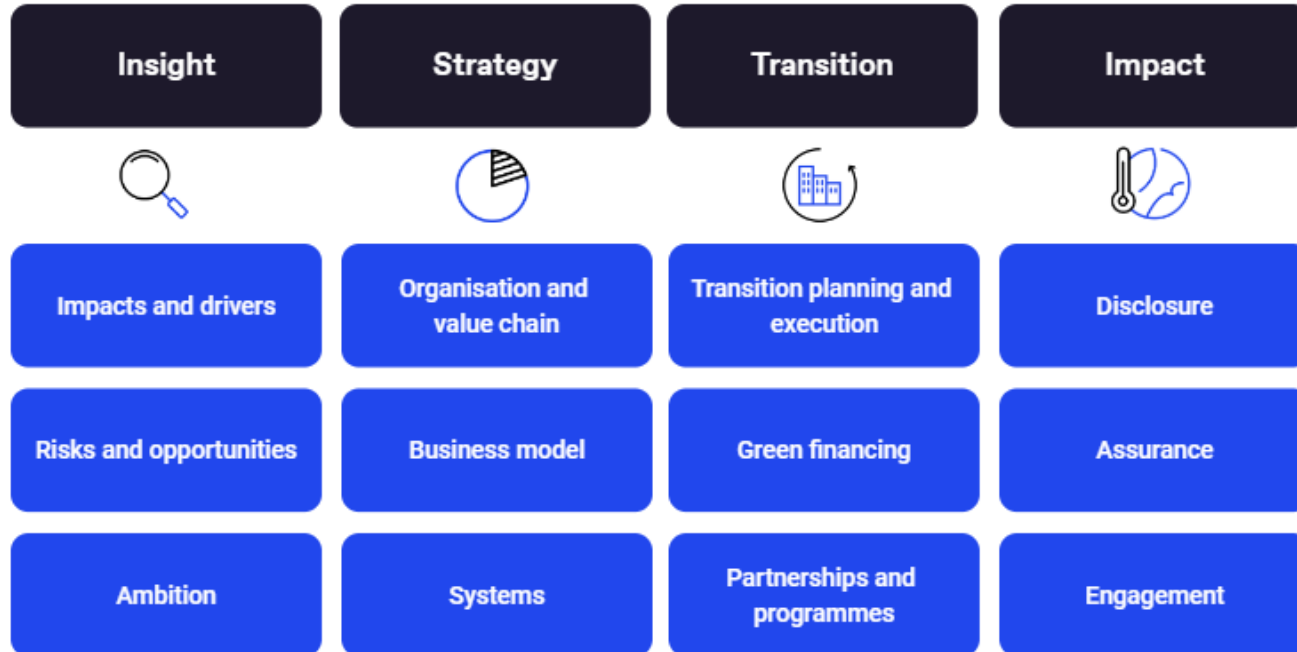 Insight
Strategy
Transition
Impact
Impacts and drivers
Organisation and
value chain
Transition planning and
execution
Disclosure
Risks and opportunities
Business model
Green financing
Assurance
Ambition
Systems
Partnerships and
programmes
Engagement